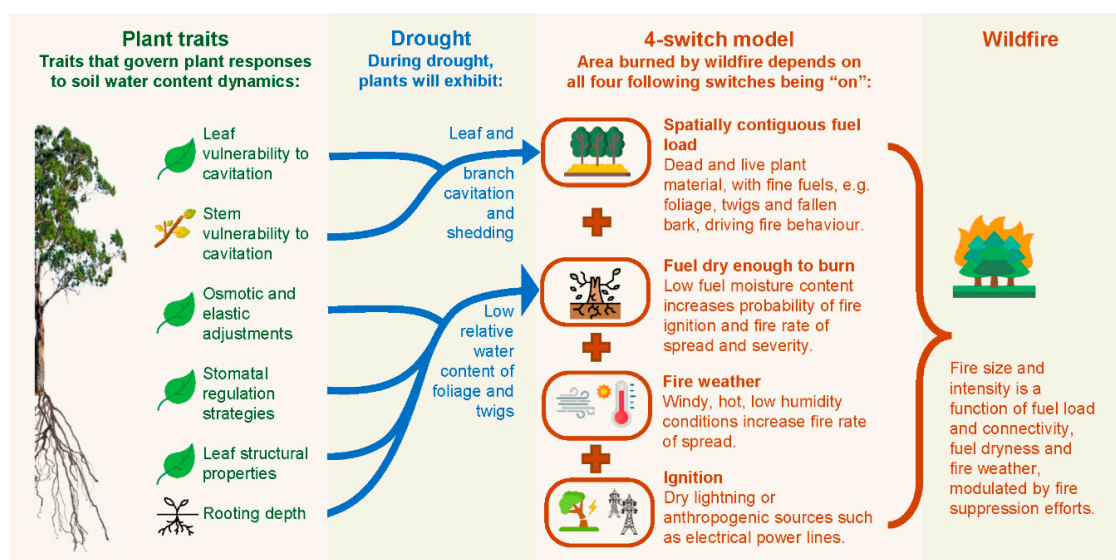 Plant traits
Traits that govern plant responses
to soil water content dynamics:
Leaf
vulnerability to
cavitation
Stem
vulnerability to
cavitation
Osmotic and
elastic adjustments
Stomatal
regulation
strategies
Leaf structural
properties
Rooting depth
Drought
During drought,
plants will exhibit:
Leaf and
branch
cavitation
and
shedding
Low
relative
water
content of
foliage and
twigs
4-switch model
Area burned by wildfire depends on
all four following switches being “on”:
Spatially contiguous fuel
load
Dead and live plant
material, with fine fuels, e.g.
foliage, twigs and fallen
bark, driving fire behaviour.
Fuel dry enough to burn
Low fuel moisture content
increases probability of fire
ignition and fire rate of
spread and severity.
Fire weather
Windy, hot, low humidity
conditions increase fire rate
of spread.
Ignition
Dry lightning or
anthropogenic sources such
as electrical power lines.
Wildfire
Fire size and
intensity is a
function of fuel load
and connectivity,
fuel dryness and
fire weather,
modulated by fire
suppression efforts.